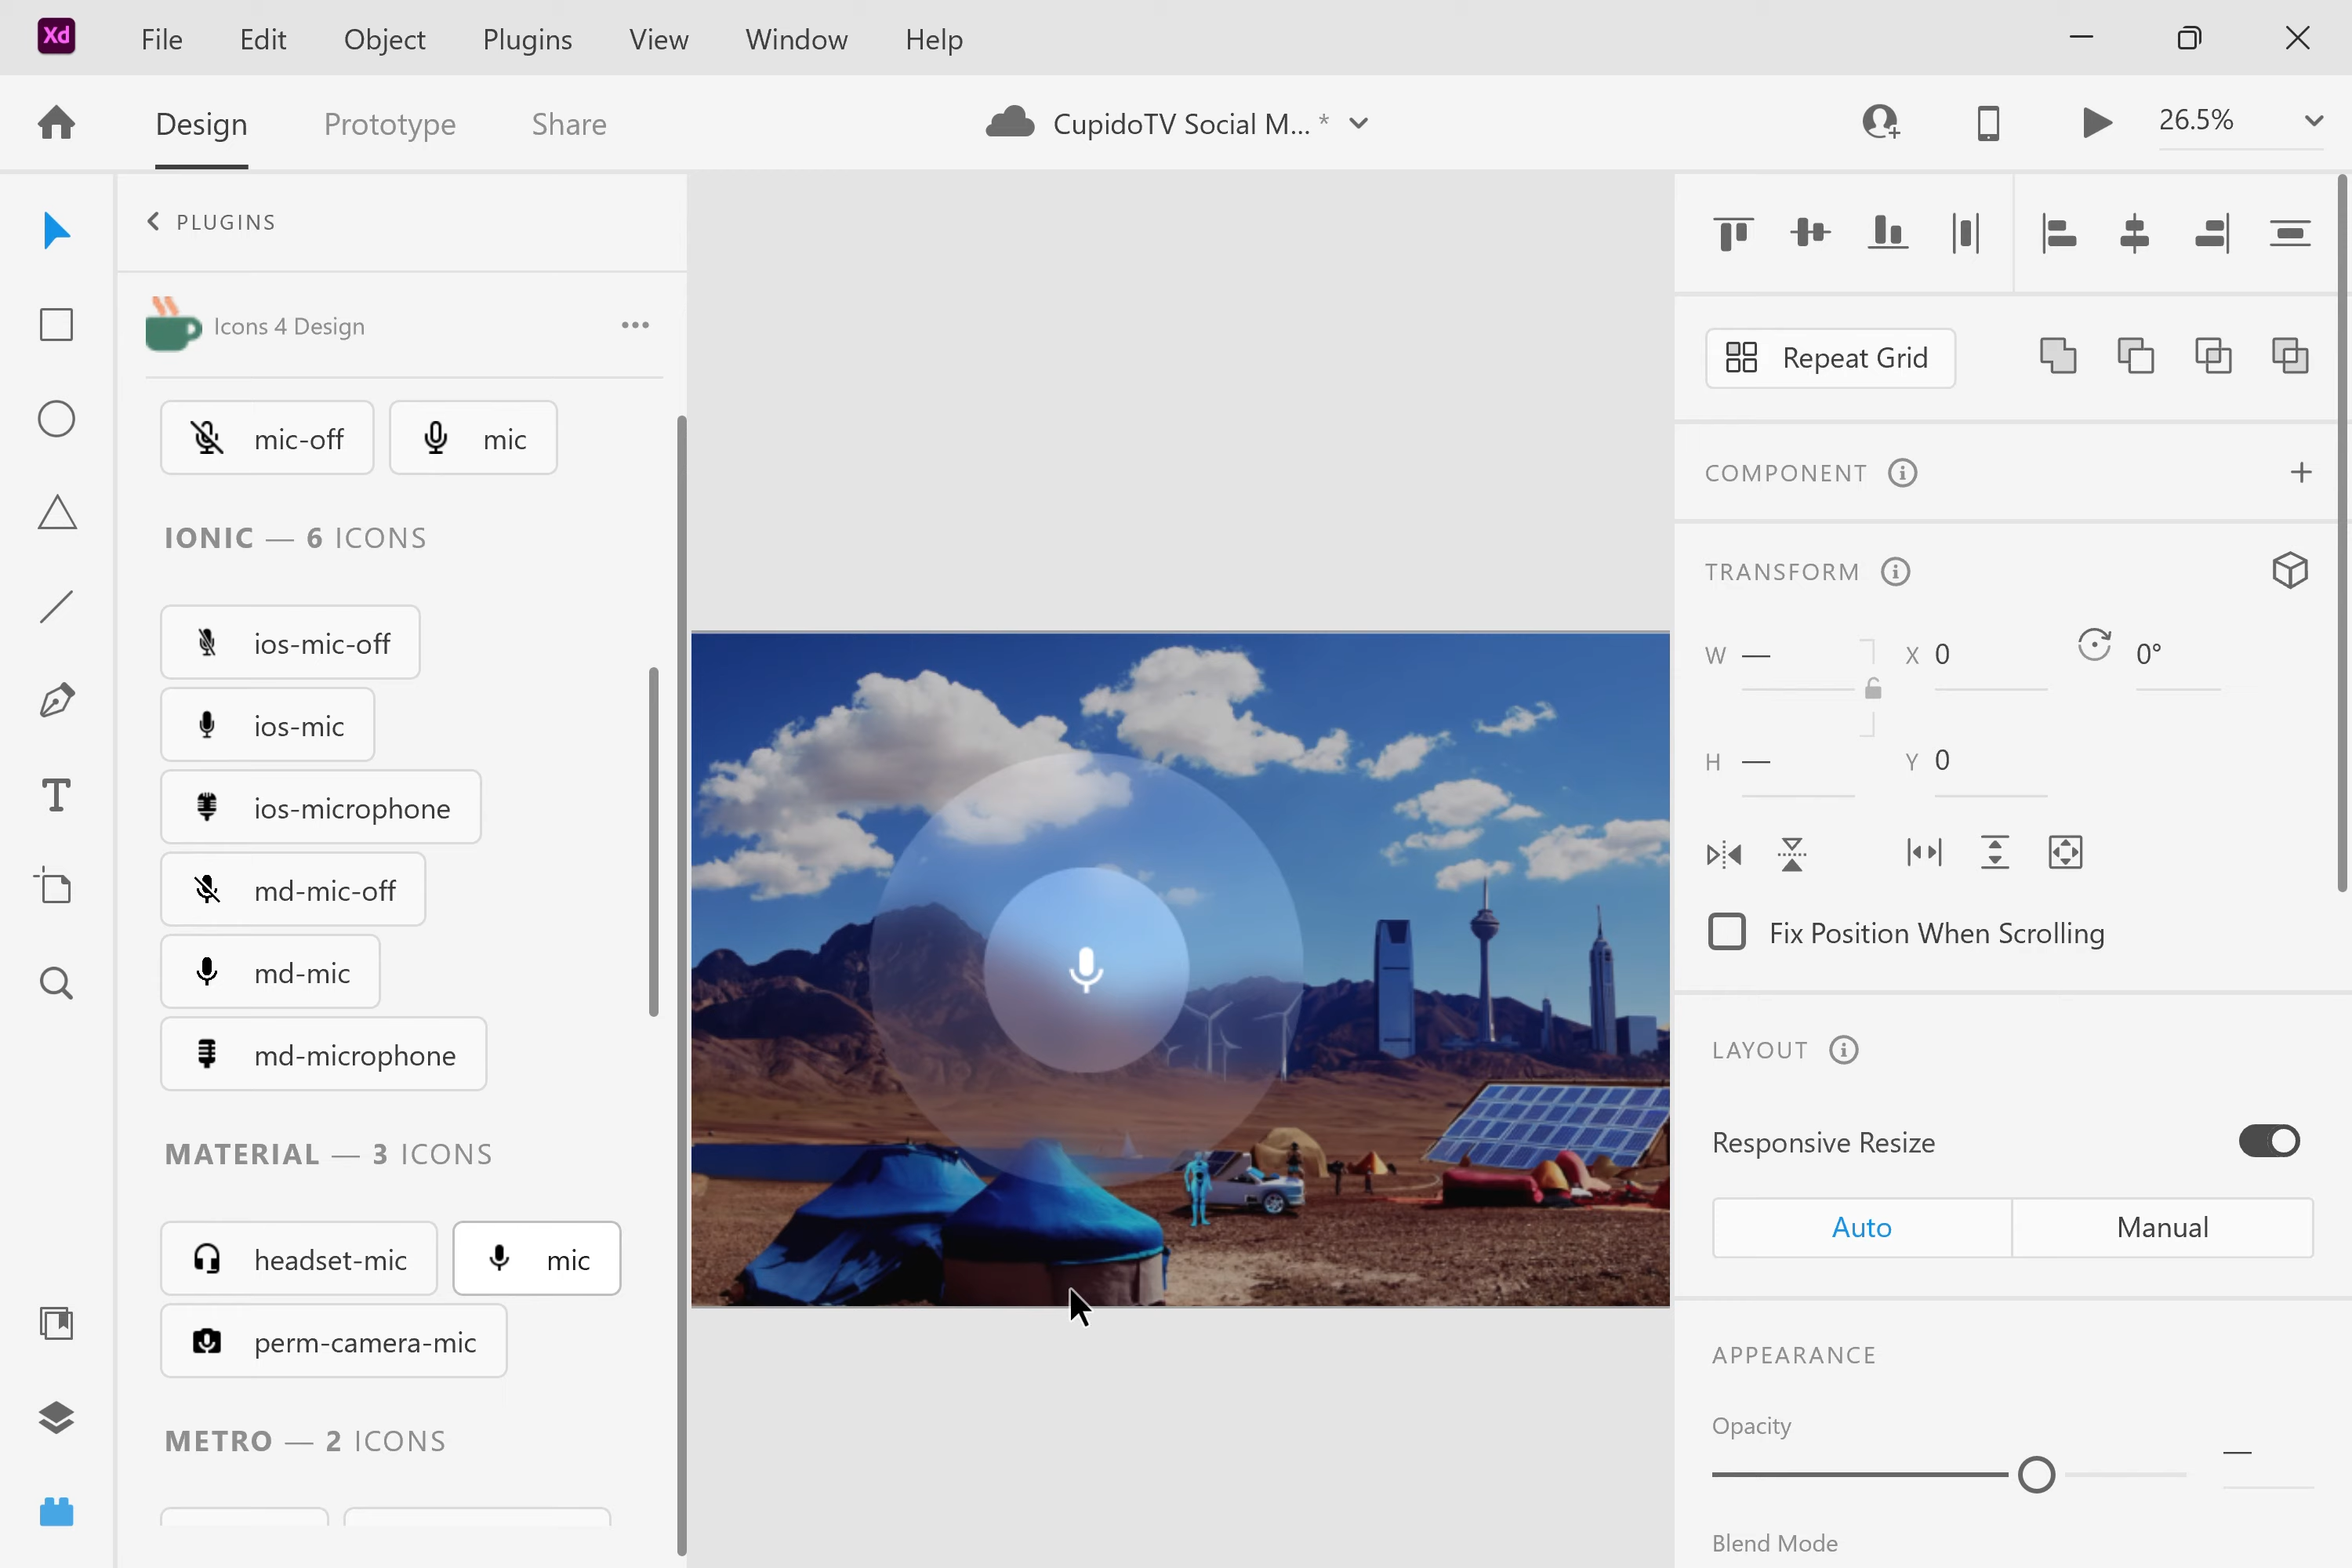 Xd File Edit Object Plugins View Window Help
Design Prototype Share CupidoTV Social M... * 26.5%
PLUGINS
Icons 4 Design
mic-off mic
IONIC — 6 ICONS
ios-mic-off
ios-mic
ios-microphone
md-mic-off
md-mic
md-microphone
MATERIAL — 3 ICONS
headset-mic mic
perm-camera-mic
METRO — 2 ICONS
Repeat Grid
COMPONENT
TRANSFORM
W — X 0 0°
H — Y 0
Fix Position When Scrolling
LAYOUT
Responsive Resize
Auto Manual
APPEARANCE
Opacity
—
Blend Mode